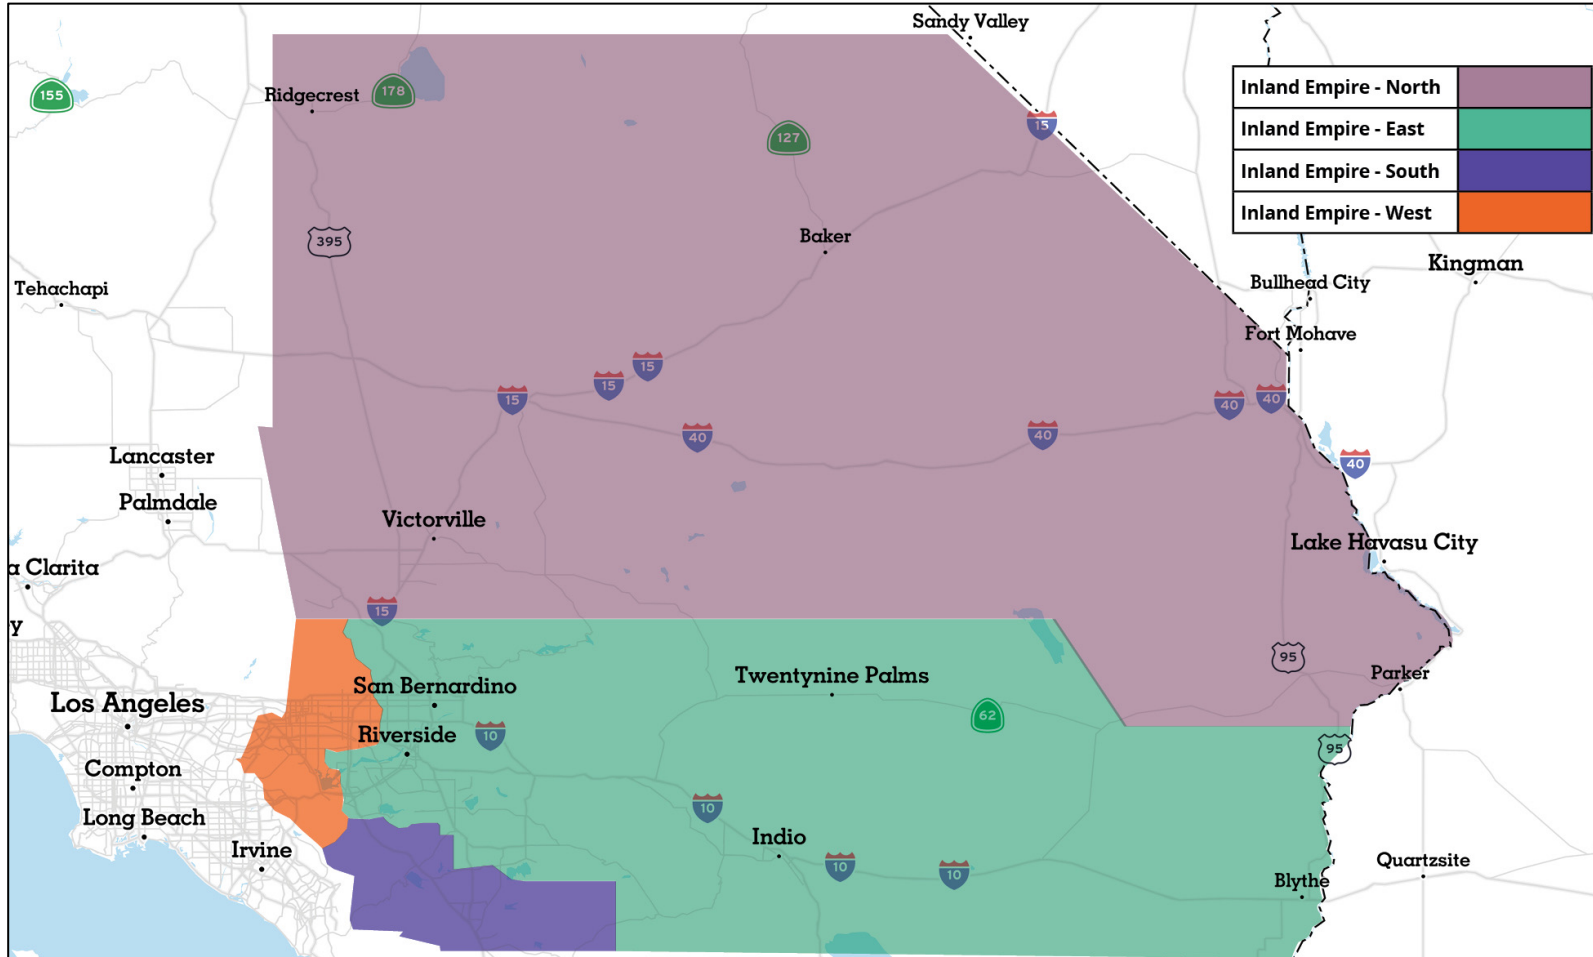 Sandy Valley
155
Ridgecrest
178
127
15
Inland Empire - North
Inland Empire - East
Inland Empire - South
Inland Empire - West
395
Baker
Kingman
Tehachapi
Bullhead City
Fort Mohave
15
15
15
40
40
40
40
40
Lancaster
Palmdale
Victorville
Lake Havasu City
a Clarita
15
y
95
Parker
Twentynine Palms
San Bernardino
Los Angeles
62
10
Riverside
95
Compton
10
Long Beach
Indio
Irvine
10
10
Quartzsite
Blythe